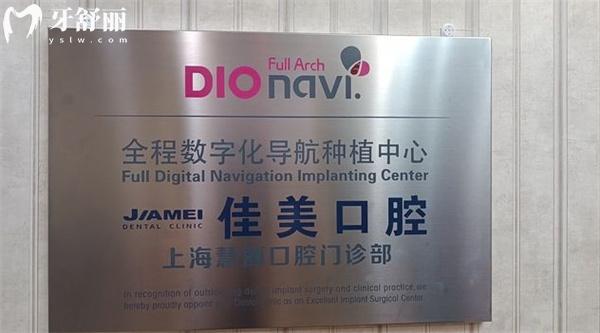 牙舒丽
yslw.com
Full Arch
DIO navi.
全程数字化导航种植中心
Full Digital Navigation Implanting Center
JIAMEI 佳美口腔
DENTAL CLINIC
上海 口腔门诊部
In recognition of implant surgery and clinical practice, we
hereby proudly clinic as an Excellent Implant Surgical Center.